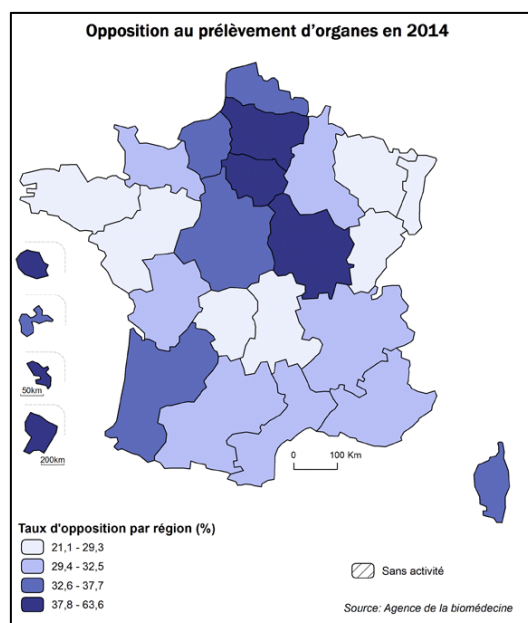 Opposition au prélèvement d'organes en 2014
50km
200km
0 100 Km
Taux d'opposition par région (%)
21,1 - 29,3
29,4 - 32,5
32,6 - 37,7
37,8 - 63,6
Sans activité
Source: Agence de la biomédecine